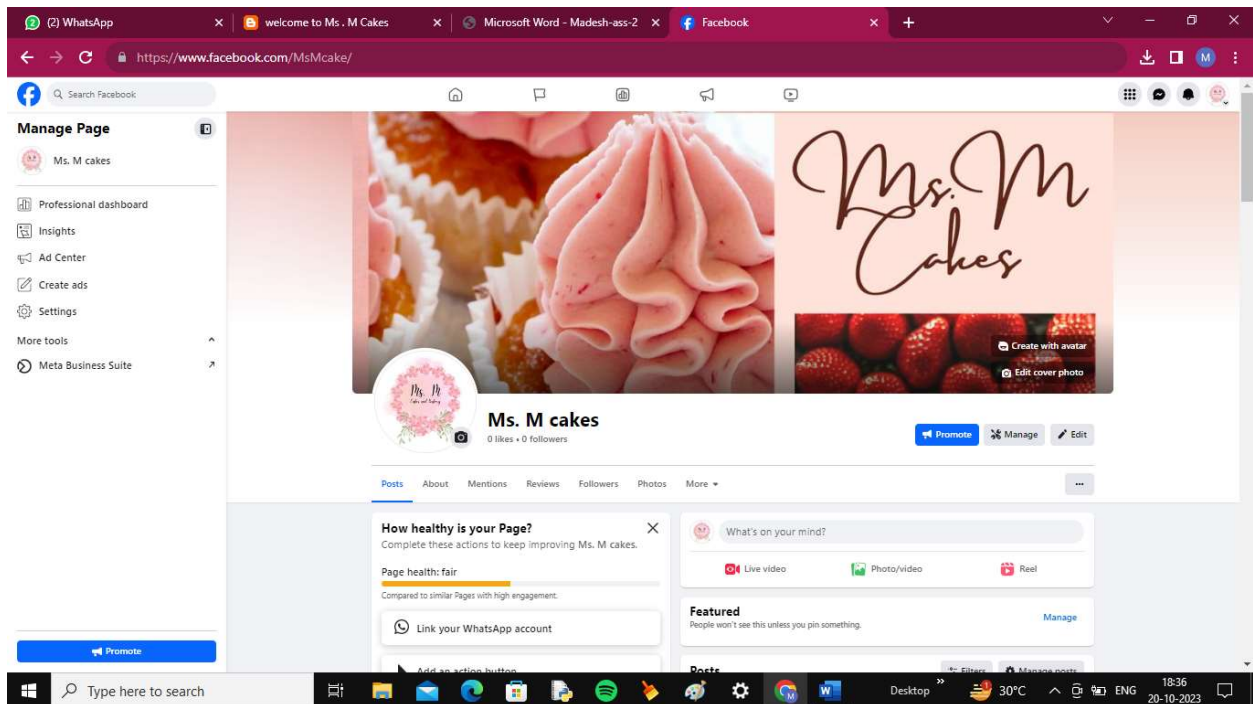 (2) WhatsApp
welcome to Ms . M Cakes
Microsoft Word - Madesh-ass-2
Facebook
https://www.facebook.com/MsMcake/
M
Search Facebook
Manage Page
Ms. M cakes
Professional dashboard
Insights
Ad Center
Create ads
Settings
More tools
Meta Business Suite
Promote
Ms. M
Cakes
Create with avatar
Edit cover photo
Ms. M
Ms. M cakes
0 likes • 0 followers
Promote
Manage
Edit
Posts About Mentions Reviews Followers Photos More
How healthy is your Page?
Complete these actions to keep improving Ms. M cakes.
Page health: fair
Compared to similar Pages with high engagement.
Link your WhatsApp account
Add an action button
What's on your mind?
Live video Photo/video Reel
Featured
Manage
People won't see this unless you pin something.
Posts
Filters
Manage posts
Type here to search
Desktop
30°C
ENG
18:36
20-10-2023